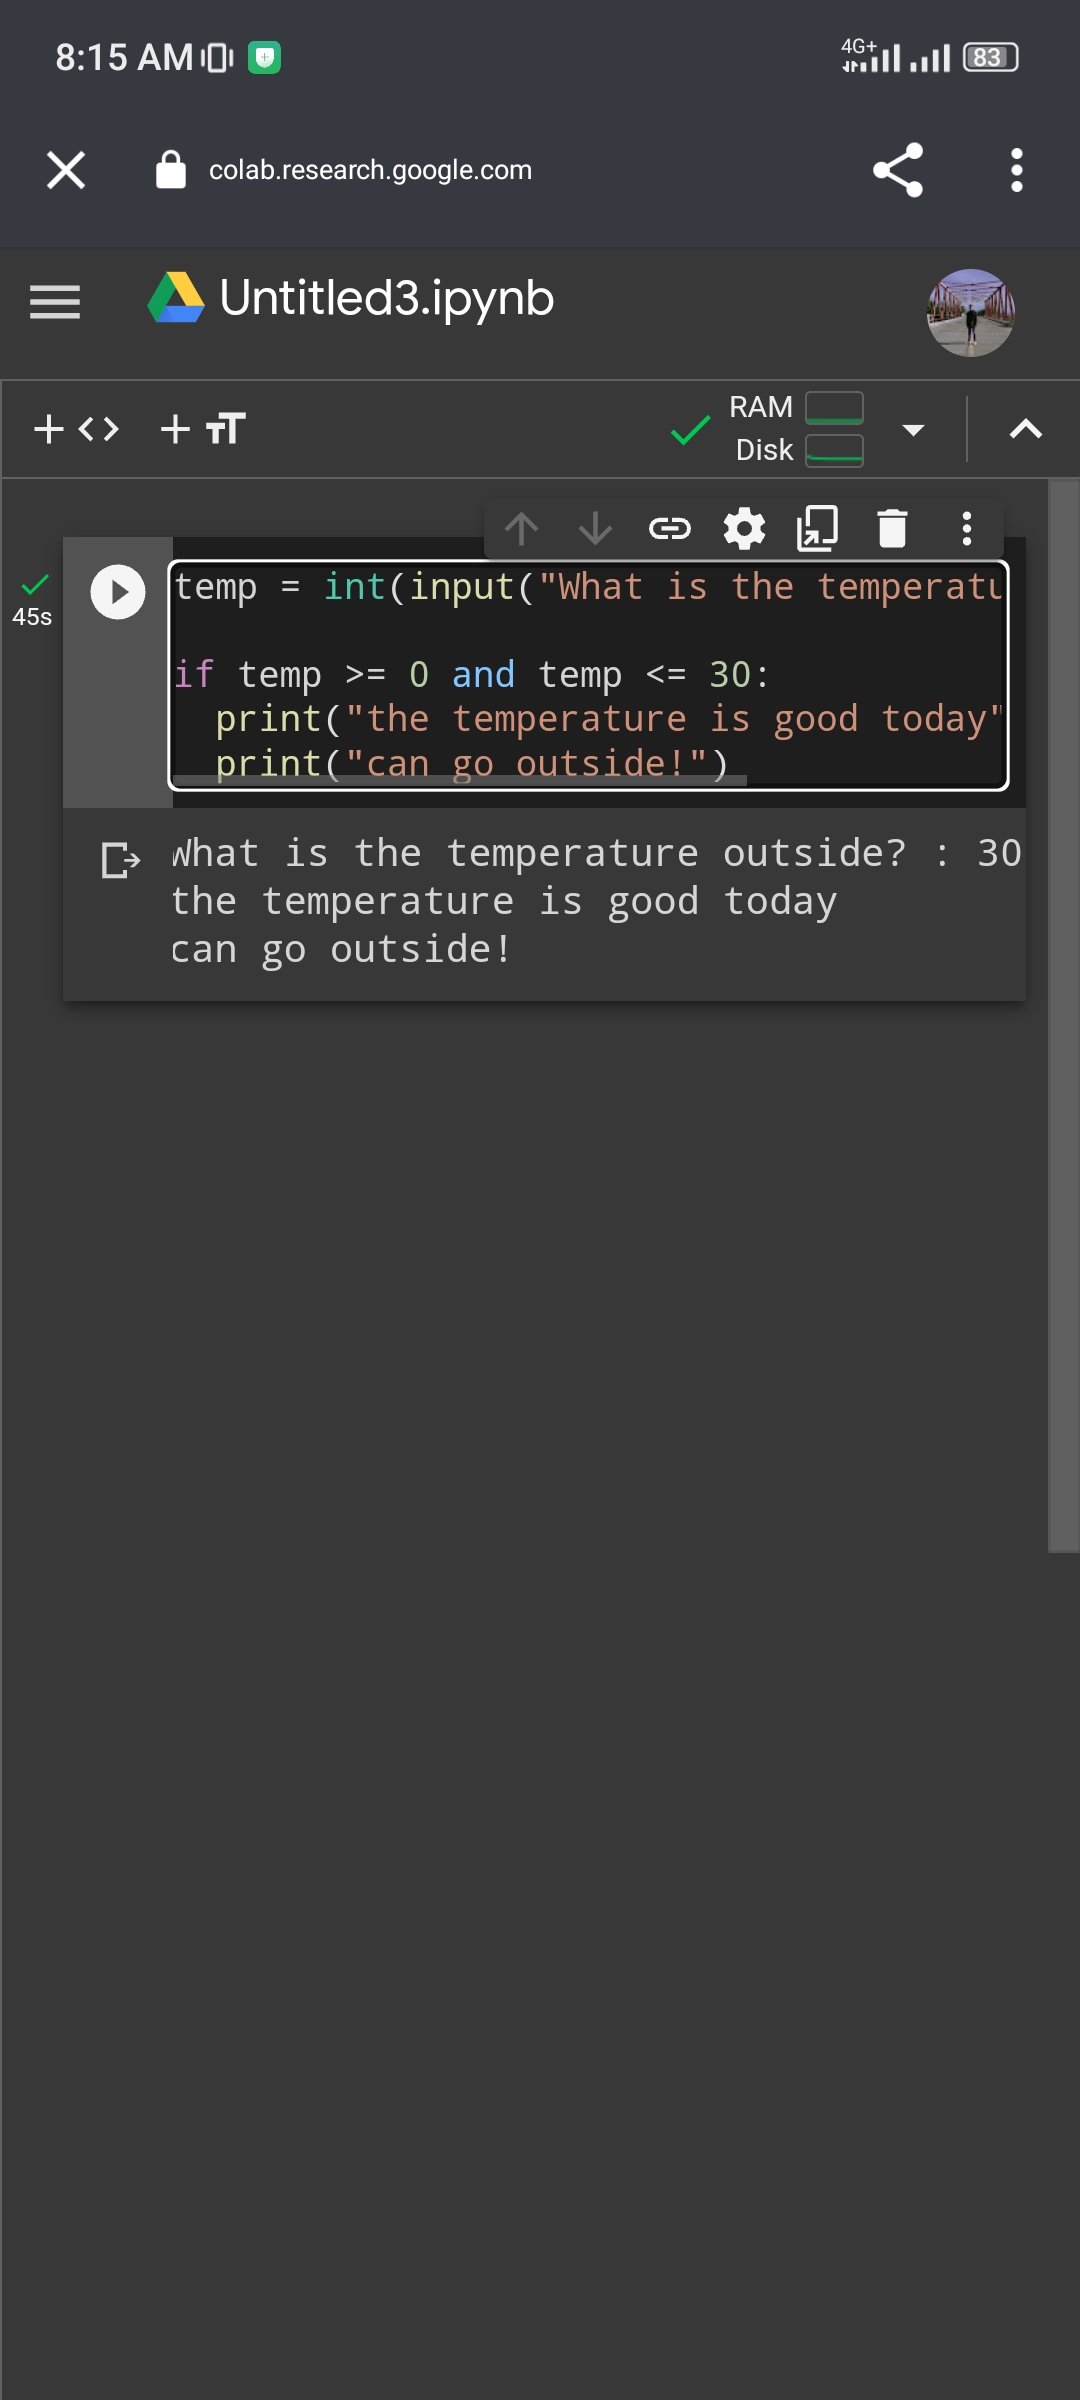 8:15 AM
4G+
83
colab.research.google.com
Untitled3.ipynb
RAM
Disk
45s
temp = int(input("What is the temperatu
if temp >= 0 and temp <= 30:
print("the temperature is good today"
print("can go outside!")
What is the temperature outside? : 30
the temperature is good today
can go outside!